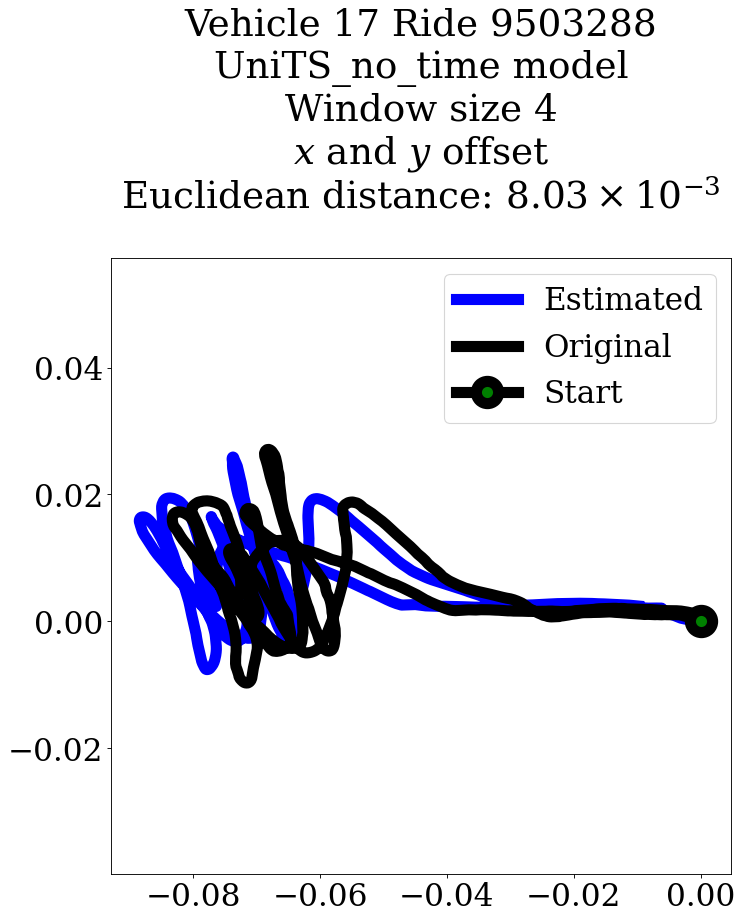 Vehicle 17 Ride 9503288
UniTS_no_time model
Window size 4
x and y offset
Euclidean distance: 8.03 × 10⁻³
Estimated
Original
Start
0.04
0.02
0.00
−0.02
−0.08 −0.06 −0.04 −0.02 0.00